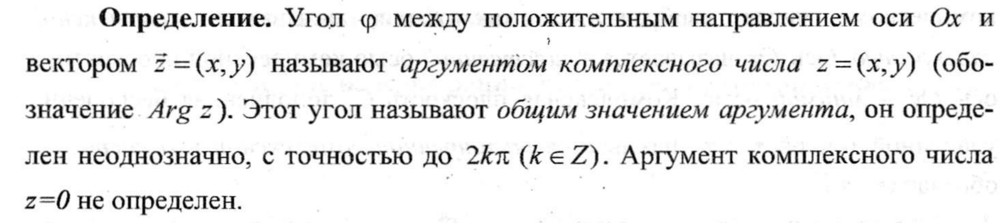 Определение. Угол φ между положительным направлением оси Ox и
вектором z⃗ = (x, y) называют аргументом комплексного числа z = (x, y) (обо-
значение Arg z). Этот угол называют общим значением аргумента, он опреде-
лен неоднозначно, с точностью до 2kπ (k ∈ Z). Аргумент комплексного числа
z=0 не определен.